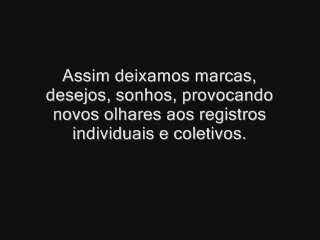 Assim deixamos marcas,
desejos, sonhos, provocando
novos olhares aos registros
individuais e coletivos.